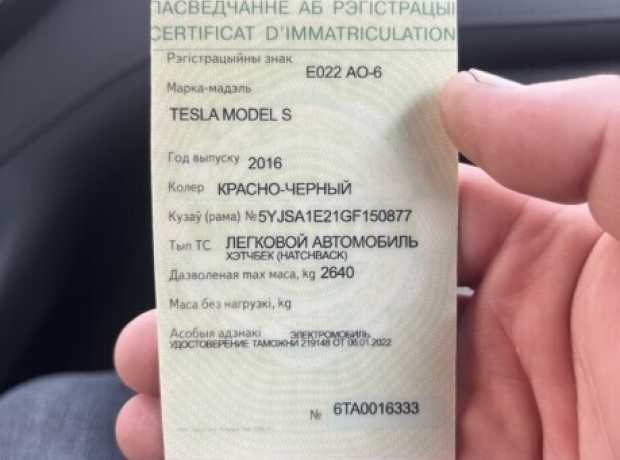 ПАСВЕДЧАННЕ АБ РЭГІСТРАЦЫІ
CERTIFICAT D'IMMATRICULATION
Рэгістрацыйны знак E022 AO-6
Марка-мадэль
TESLA MODEL S
Год выпуску 2016
Колер КРАСНО-ЧЕРНЫЙ
Кузаў (рама) № 5YJSA1E21GF150877
Тып ТС ЛЕГКОВОЙ АВТОМОБИЛЬ
ХЭТЧБЕК (HATCHBACK)
Дазволеная max маса, kg 2640
Маса без нагрузкі, kg
Асобыя адзнакі ЭЛЕКТРОМОБИЛЬ
УДОСТОВЕРЕНИЕ ТАМОЖНИ 219148 ОТ 06.01.2022
№ 6TA0016333